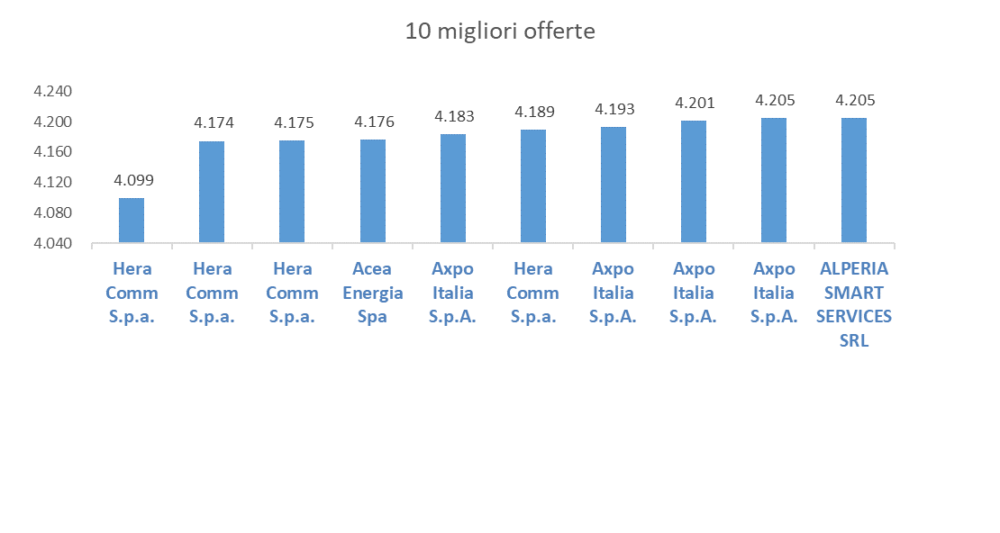 10 migliori offerte
4.240
4.200
4.160
4.120
4.080
4.040
4.099
4.174
4.175
4.176
4.183
4.189
4.193
4.201
4.205
4.205
Hera
Comm
S.p.a.
Hera
Comm
S.p.a.
Hera
Comm
S.p.a.
Acea
Energia
Spa
Axpo
Italia
S.p.A.
Hera
Comm
S.p.a.
Axpo
Italia
S.p.A.
Axpo
Italia
S.p.A.
Axpo
Italia
S.p.A.
ALPERIA
SMART
SERVICES
SRL